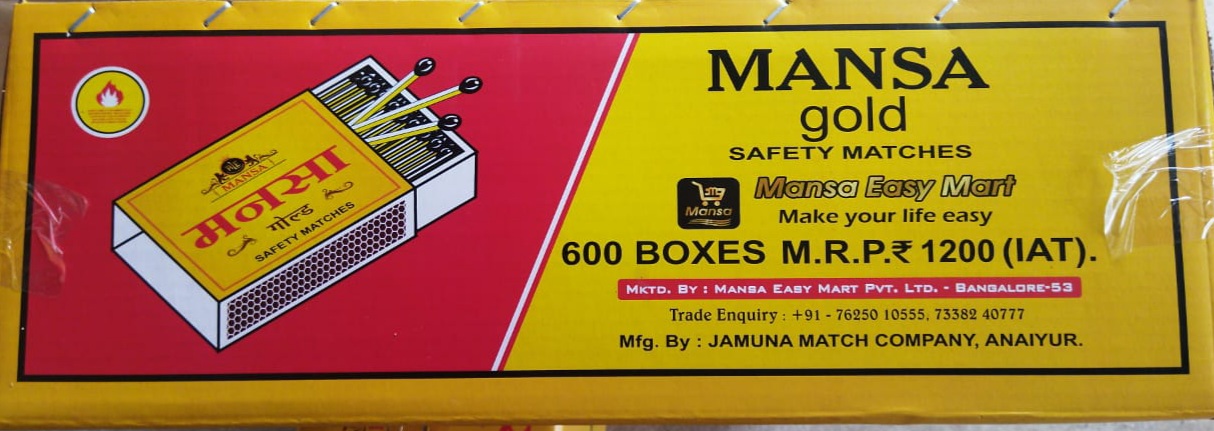 MANSA
मनसा
गोल्ड
SAFETY MATCHES
MANSA
gold
SAFETY MATCHES
Mansa
Mansa Easy Mart
Make your life easy
600 BOXES M.R.P.₹ 1200 (IAT).
MKTD. BY : MANSA EASY MART PVT. LTD. - BANGALORE-53
Trade Enquiry : +91 - 76250 10555, 73382 40777
Mfg. By : JAMUNA MATCH COMPANY, ANAIYUR.